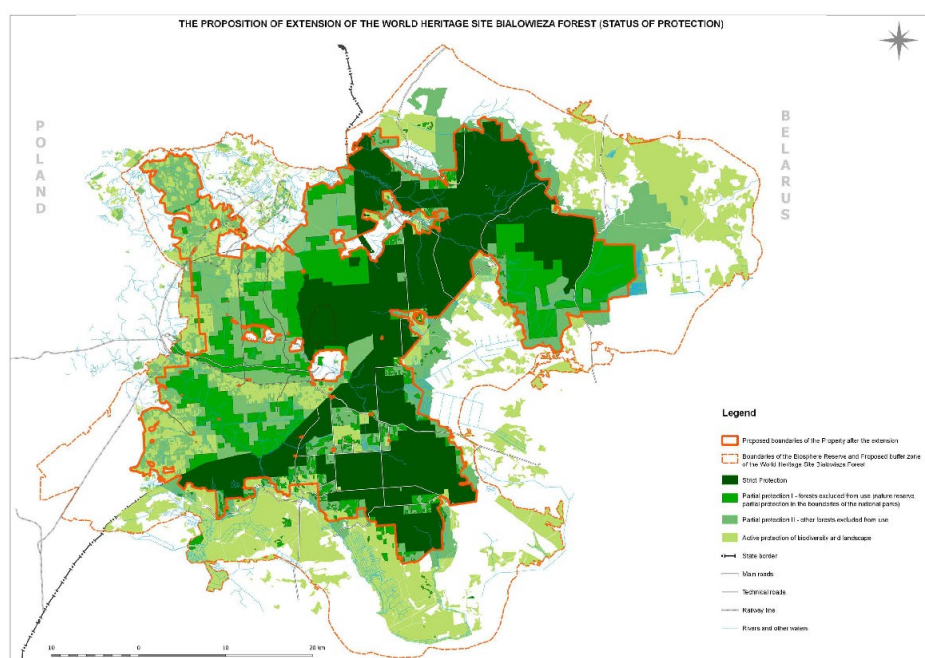 THE PROPOSITION OF EXTENSION OF THE WORLD HERITAGE SITE BIALOWIEZA FOREST (STATUS OF PROTECTION)
POLAND
BELARUS
Legend
Proposed boundaries of the Property after the extension
Boundaries of the Biosphere Reserve and Proposed buffer zone
of the World Heritage Site Bialowieza Forest
Strict Protection
Partial protection I - forests excluded from use (nature reserve,
partial protection in the boundaries of the national parks)
Partial protection II - other forests excluded from use
Active protection of biodiversity and landscape
State border
Main roads
Technical roads
Railway line
Rivers and other waters
10 0 10 20 km